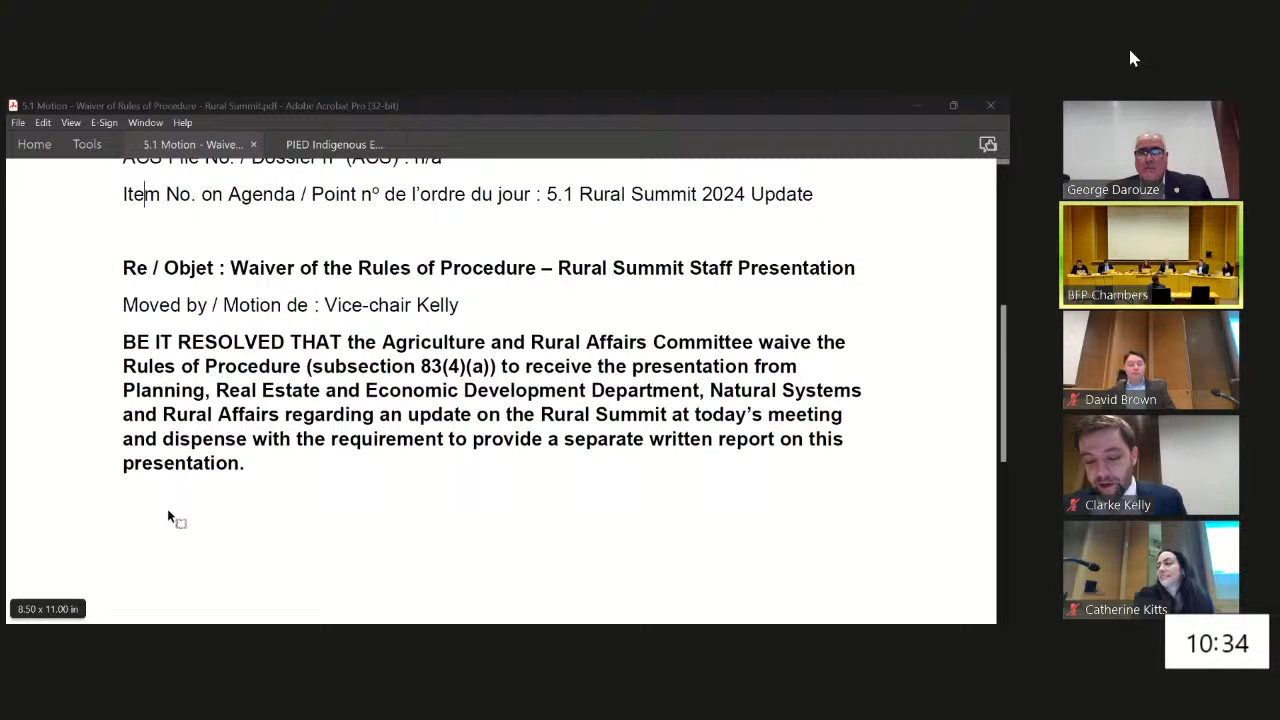 5.1 Motion - Waiver of Rules of Procedure - Rural Summit.pdf - Adobe Acrobat Pro (32-bit)
File Edit View E-Sign Window Help
Home Tools 5.1 Motion - Waive... × PIED Indigenous E...
ACS File No. / Dossier nº (ACS) : n/a
Item No. on Agenda / Point nº de l’ordre du jour : 5.1 Rural Summit 2024 Update
Re / Objet : Waiver of the Rules of Procedure – Rural Summit Staff Presentation
Moved by / Motion de : Vice-chair Kelly
BE IT RESOLVED THAT the Agriculture and Rural Affairs Committee waive the
Rules of Procedure (subsection 83(4)(a)) to receive the presentation from
Planning, Real Estate and Economic Development Department, Natural Systems
and Rural Affairs regarding an update on the Rural Summit at today’s meeting
and dispense with the requirement to provide a separate written report on this
presentation.
8.50 x 11.00 in
George Darouze
BFP Chambers
David Brown
Clarke Kelly
Catherine Kitts
10:34